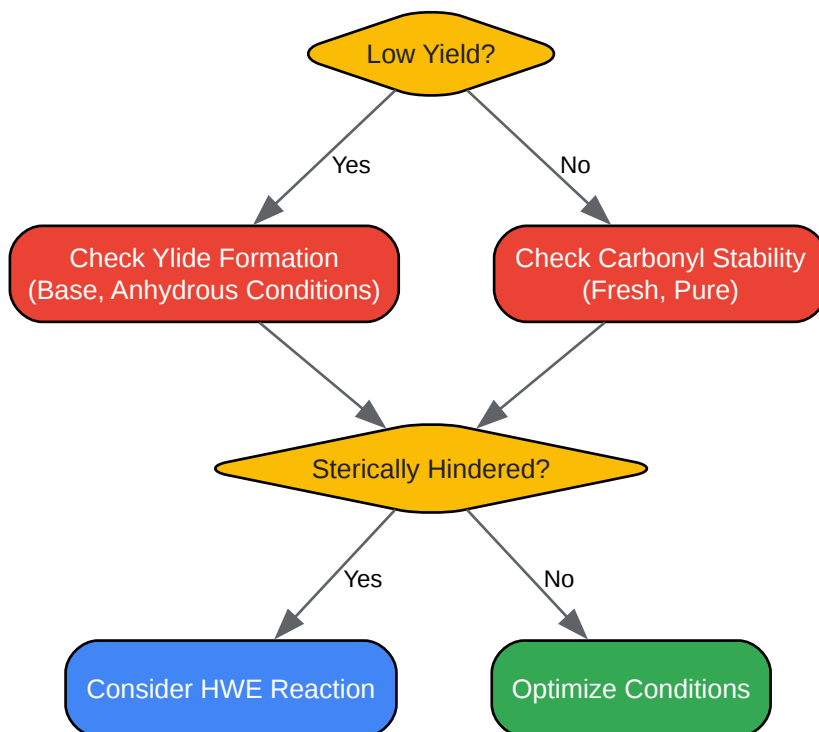 Low Yield?
Yes
No
Check Ylide Formation
(Base, Anhydrous Conditions)
Check Carbonyl Stability
(Fresh, Pure)
Sterically Hindered?
Yes
No
Consider HWE Reaction
Optimize Conditions